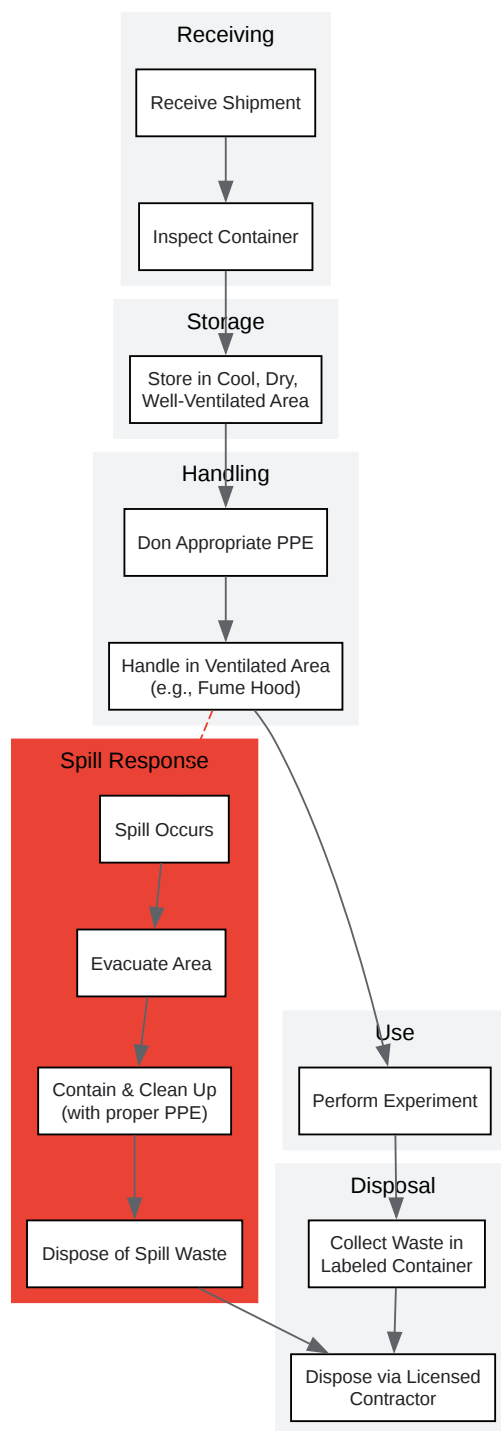 Receiving
Receive Shipment
Inspect Container
Storage
Store in Cool, Dry,
Well-Ventilated Area
Handling
Don Appropriate PPE
Handle in Ventilated Area
(e.g., Fume Hood)
Spill Response
Spill Occurs
Evacuate Area
Contain & Clean Up
(with proper PPE)
Dispose of Spill Waste
Use
Perform Experiment
Disposal
Collect Waste in
Labeled Container
Dispose via Licensed
Contractor